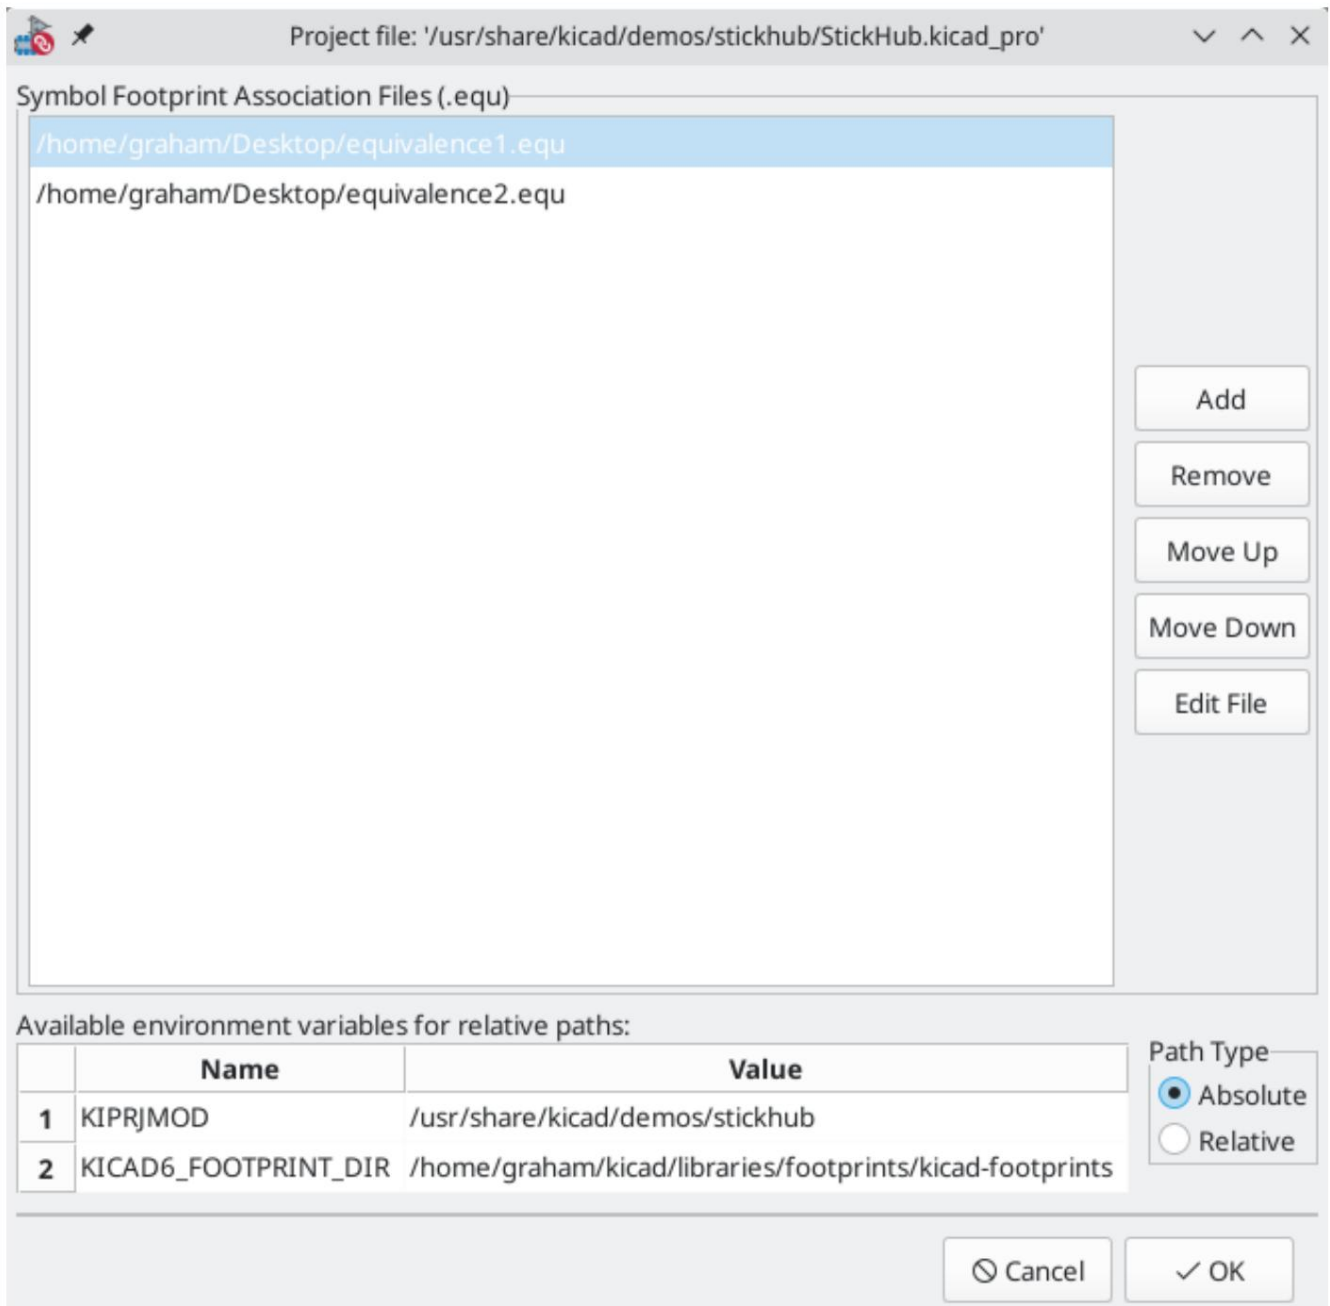 Project file: '/usr/share/kicad/demos/stickhub/StickHub.kicad_pro'
Symbol Footprint Association Files (.equ)
/home/graham/Desktop/equivalence1.equ
/home/graham/Desktop/equivalence2.equ
Add
Remove
Move Up
Move Down
Edit File
Available environment variables for relative paths:
Name Value
1 KIPRJMOD /usr/share/kicad/demos/stickhub
2 KICAD6_FOOTPRINT_DIR /home/graham/kicad/libraries/footprints/kicad-footprints
Path Type
Absolute
Relative
Cancel OK